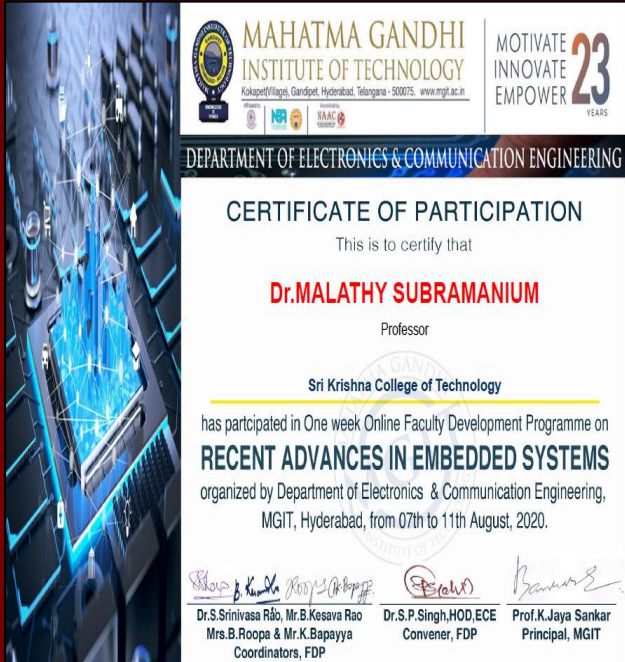 MAHATMA GANDHI
INSTITUTE OF TECHNOLOGY
Kokapet(Village), Gandipet, Hyderabad, Telangana - 500075. www.mgit.ac.in
NAAC
MOTIVATE
INNOVATE
EMPOWER
23
YEARS
DEPARTMENT OF ELECTRONICS & COMMUNICATION ENGINEERING
CERTIFICATE OF PARTICIPATION
This is to certify that
Dr.MALATHY SUBRAMANIUM
Professor
Sri Krishna College of Technology
has partcipated in One week Online Faculty Development Programme on
RECENT ADVANCES IN EMBEDDED SYSTEMS
organized by Department of Electronics & Communication Engineering,
MGIT, Hyderabad, from 07th to 11th August, 2020.
Dr.S.Srinivasa Rao, Mr.B.Kesava Rao
Mrs.B.Roopa & Mr.K.Bapayya
Coordinators, FDP
Dr.S.P.Singh,HOD,ECE
Convener, FDP
Prof.K.Jaya Sankar
Principal, MGIT